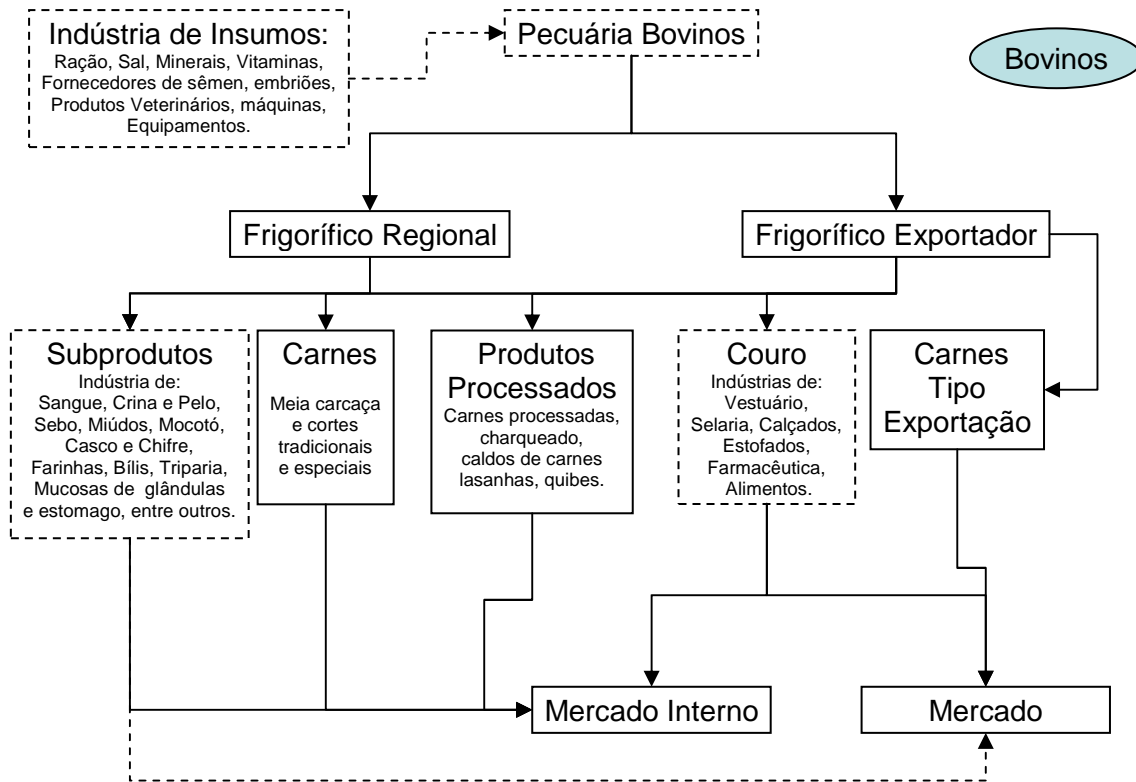 Indústria de Insumos:
Ração, Sal, Minerais, Vitaminas,
Fornecedores de sêmen, embriões,
Produtos Veterinários, máquinas,
Equipamentos.
Pecuária Bovinos
Bovinos
Frigorífico Regional
Frigorífico Exportador
Subprodutos
Indústria de:
Sangue, Crina e Pelo,
Sebo, Miúdos, Mocotó,
Casco e Chifre,
Farinhas, Bílis, Triparia,
Mucosas de glândulas
e estomago, entre outros.
Carnes
Meia carcaça
e cortes
tradicionais
e especiais
Produtos
Processados
Carnes processadas,
charqueado,
caldos de carnes
lasanhas, quibes.
Couro
Indústrias de:
Vestuário,
Selaria, Calçados,
Estofados,
Farmacêutica,
Alimentos.
Carnes
Tipo
Exportação
Mercado Interno
Mercado